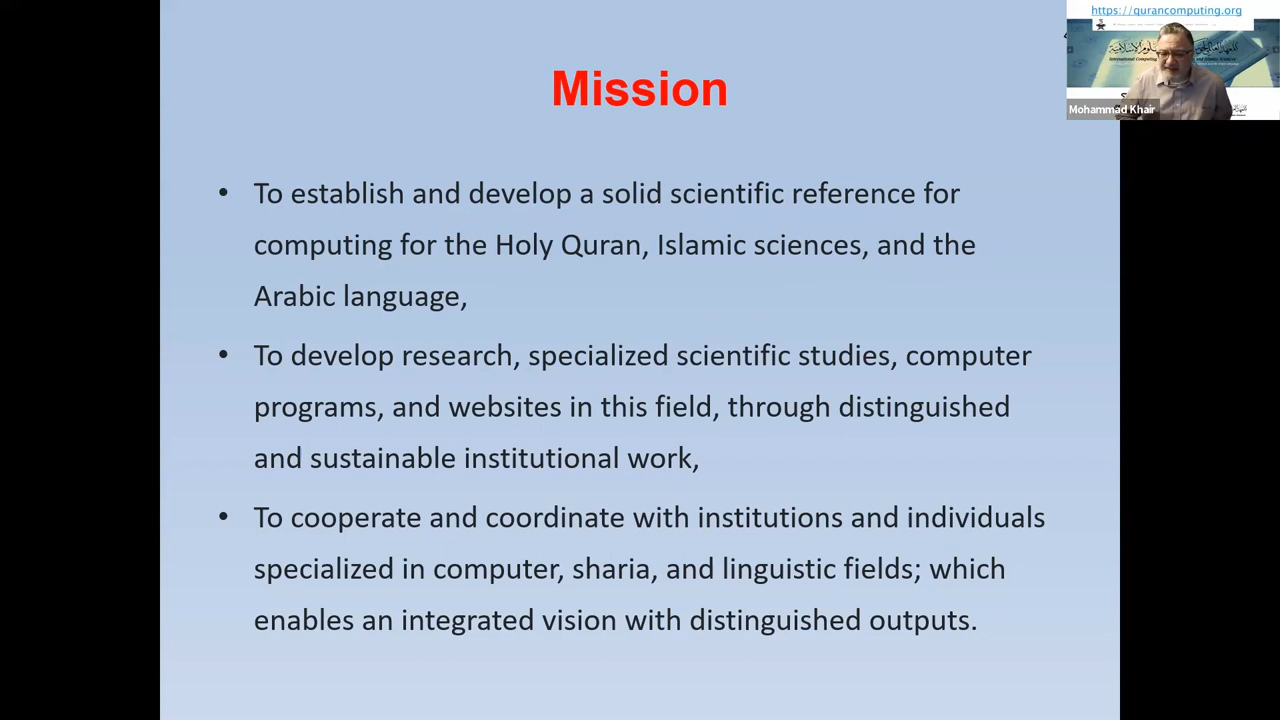 https://qurancomputing.org
Mohammad Khair
Mission
• To establish and develop a solid scientific reference for
computing for the Holy Quran, Islamic sciences, and the
Arabic language,
• To develop research, specialized scientific studies, computer
programs, and websites in this field, through distinguished
and sustainable institutional work,
• To cooperate and coordinate with institutions and individuals
specialized in computer, sharia, and linguistic fields; which
enables an integrated vision with distinguished outputs.